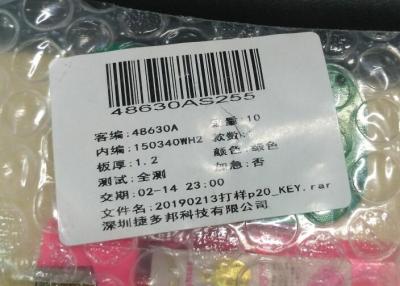 48630AS255
客编:48630A 数量:10
内编:150340WH2 款数:
板厚:1.2 颜色:绿色
测试:全测 加急:否
交期:02-14 23:00
文件名:20190213打样p20_KEY.rar
深圳捷多邦科技有限公司